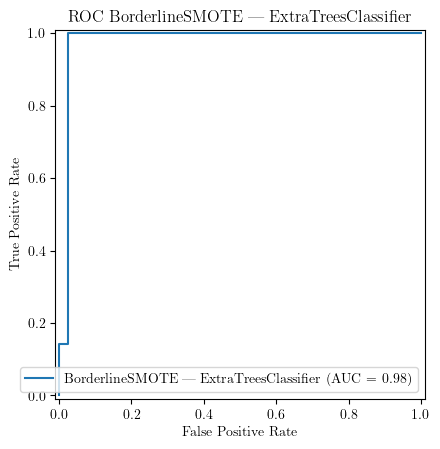 ROC BorderlineSMOTE — ExtraTreesClassifier
1.0
0.8
0.6
0.4
0.2
0.0
True Positive Rate
BorderlineSMOTE — ExtraTreesClassifier (AUC = 0.98)
0.0 0.2 0.4 0.6 0.8 1.0
False Positive Rate